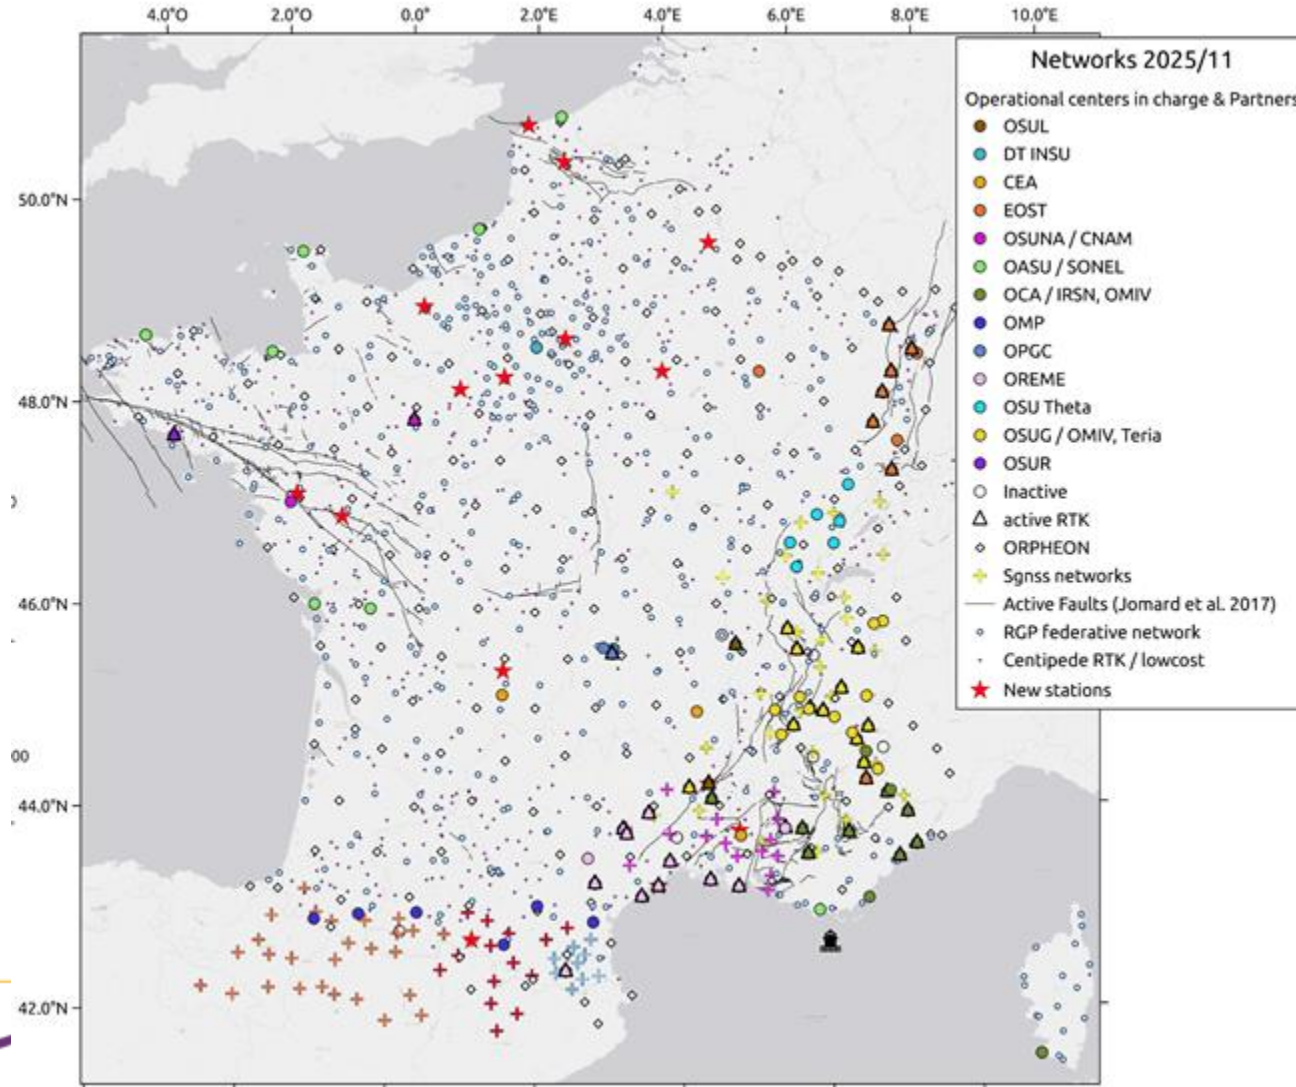 4.0°O 2.0°O 0.0° 2.0°E 4.0°E 6.0°E 8.0°E 10.0°E
Networks 2025/11
Operational centers in charge & Partners
OSUL
DT INSU
CEA
50.0°N
EOST
OSUNA / CNAM
OASU / SONEL
OCA / IRSN, OMIV
OMP
OPGC
OREME
48.0°N
OSU Theta
OSUG / OMIV, Teria
OSUR
Inactive
active RTK
ORPHEON
Sgnss networks
46.0°N
Active Faults (Jomard et al. 2017)
RGP federative network
Centipede RTK / lowcost
New stations
00
44.0°N
42.0°N